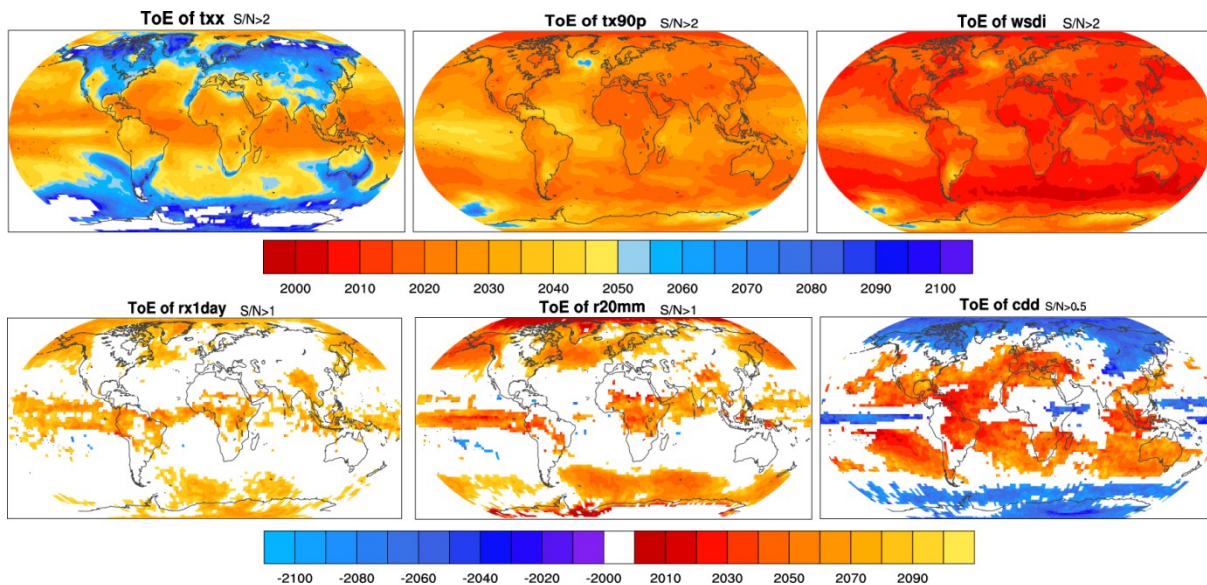 ToE of txx S/N>2
ToE of tx90p S/N>2
ToE of wsdi S/N>2
2000 2010 2020 2030 2040 2050 2060 2070 2080 2090 2100
ToE of rx1day S/N>1
ToE of r20mm S/N>1
ToE of cdd S/N>0.5
-2100 -2080 -2060 -2040 -2020 -2000 2010 2030 2050 2070 2090